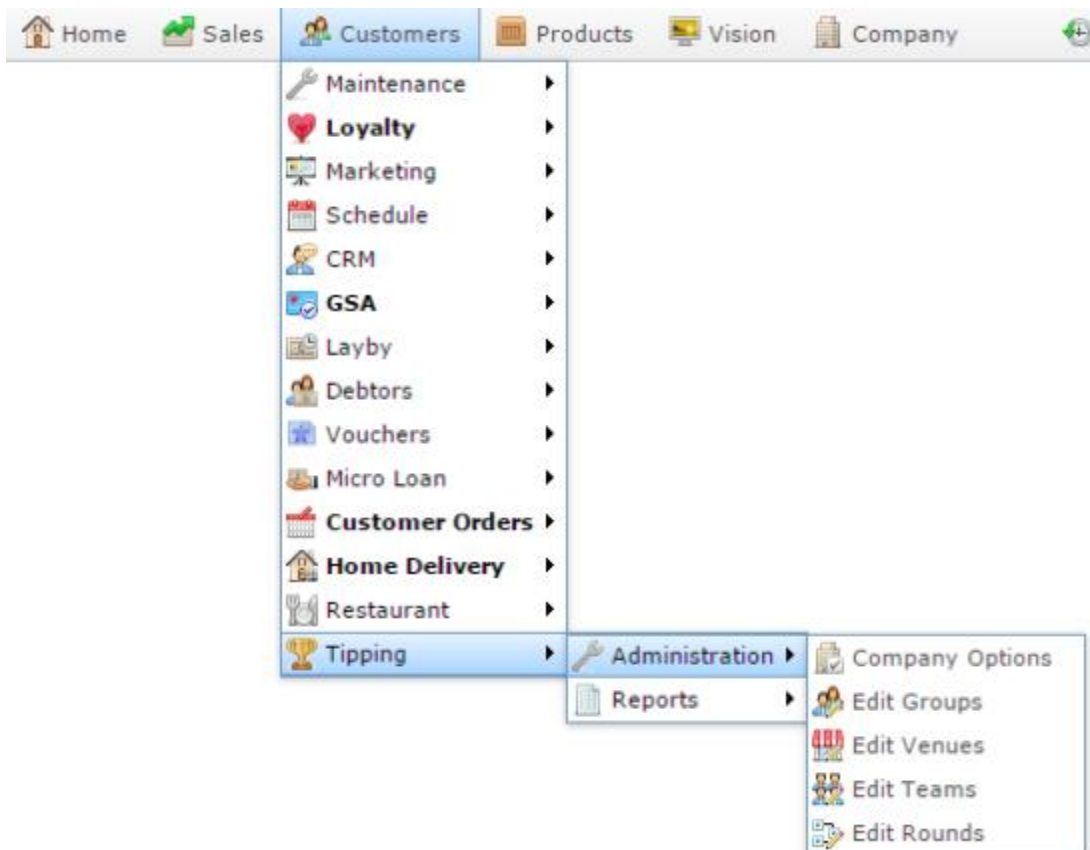 Home Sales Customers Products Vision Company
Maintenance
Loyalty
Marketing
Schedule
CRM
GSA
Layby
Debtors
Vouchers
Micro Loan
Customer Orders
Home Delivery
Restaurant
Tipping Administration Company Options
Reports Edit Groups
Edit Venues
Edit Teams
Edit Rounds